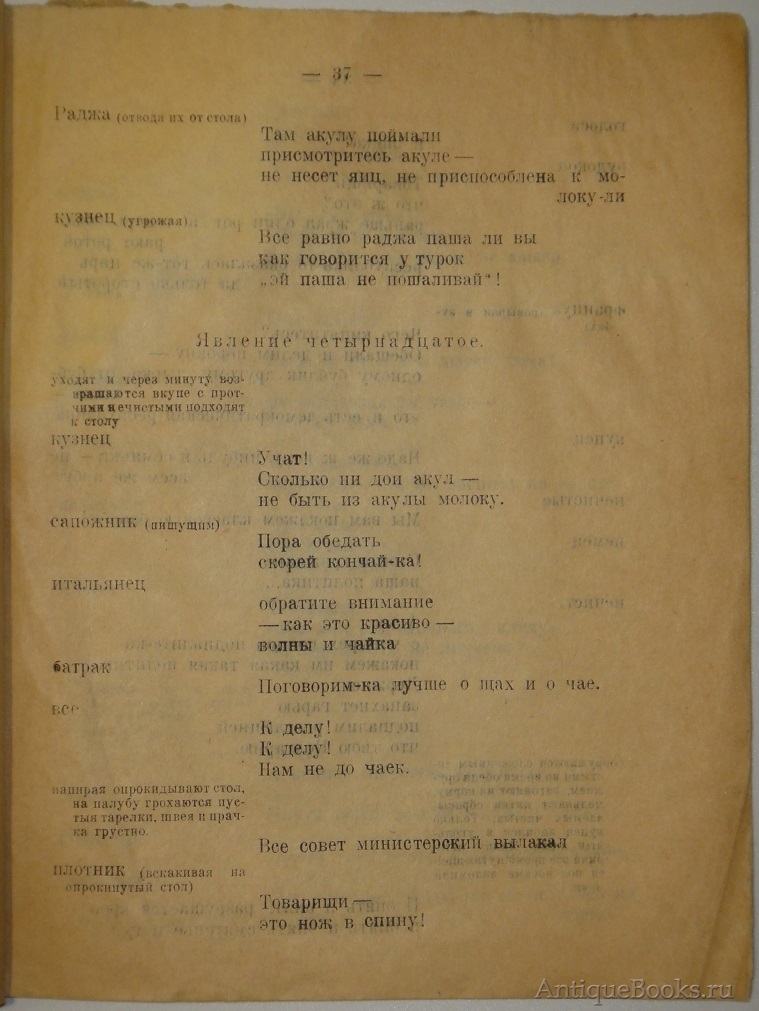 — 37 —
Раджа (отводя их от стола)
Там акулу поймали
присмотритесь акуле —
не несет яиц, не приспособлена к мо-
локу-ли
кузнец (угрожая)
Все равно раджа паша ли вы
как говорится у турок
„эй паша не пошаливай“!
Явление четырнадцатое.
уходят и через минуту воз-
вращаются вкупе с прот-
чими нечистыми подходят
к столу
кузнец
Учат!
Сколько ни дои акул —
не быть из акулы молоку.
сапожник (пишущим)
Пора обедать
скорей кончай-ка!
итальянец
обратите внимание
—как это красиво—
волны и чайка
батрак
Поговорим-ка лучше о щах и о чае.
все
К делу!
К делу!
Нам не до чаек.
напирая опрокидывают стол,
на палубу грохаются пус-
тыя тарелки, швея и прач-
ка грустно.
Все совет министерский вылакал
плотник (вскакивая на
опрокинутый стол)
Товарищи—
это нож в спину!
AntiqueBooks.ru